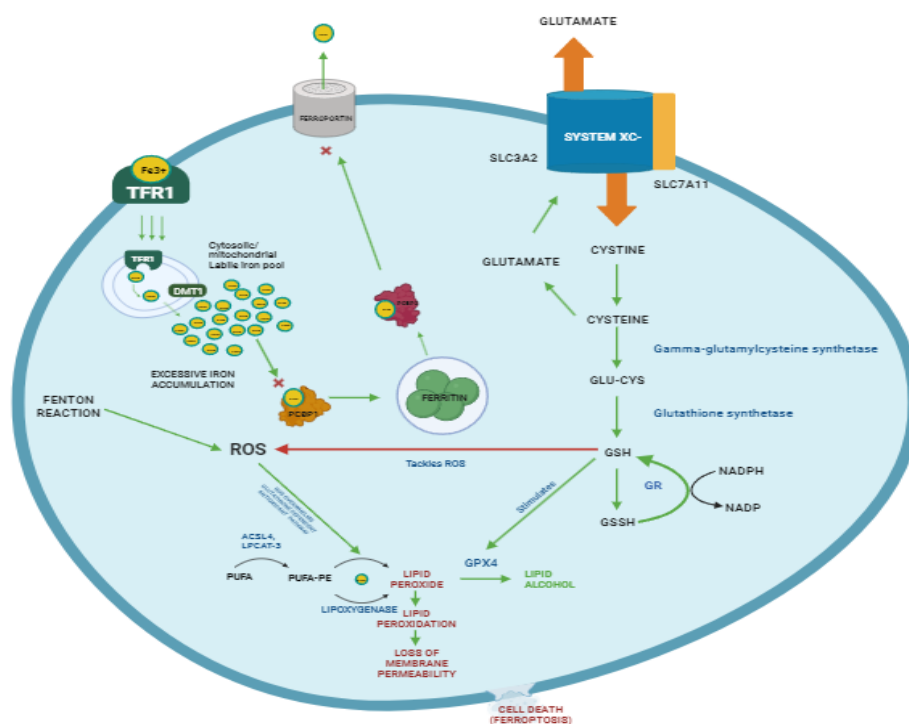 GLUTAMATE
FERROPORTIN
SYSTEM XC-
SLC3A2
SLC7A11
Fe3+
TFR1
TFR1
DMT1
Cytosolic/
mitochondrial
Labile iron pool
GLUTAMATE
CYSTINE
CYSTEINE
Gamma-glutamylcysteine synthetase
GLU-CYS
Glutathione synthetase
EXCESSIVE IRON
ACCUMULATION
PCBP1
FERRITIN
FENTON
REACTION
ROS
Tackles ROS
GSH
NADPH
GR
NADP
GSSH
Stimulates
ACSL4,
LPCAT-3
PUFA
PUFA-PE
LIPOXYGENASE
LIPID
PEROXIDE
GPX4
LIPID
ALCOHOL
LIPID
PEROXIDATION
LOSS OF
MEMBRANE
PERMEABILITY
CELL DEATH
(FERROPTOSIS)